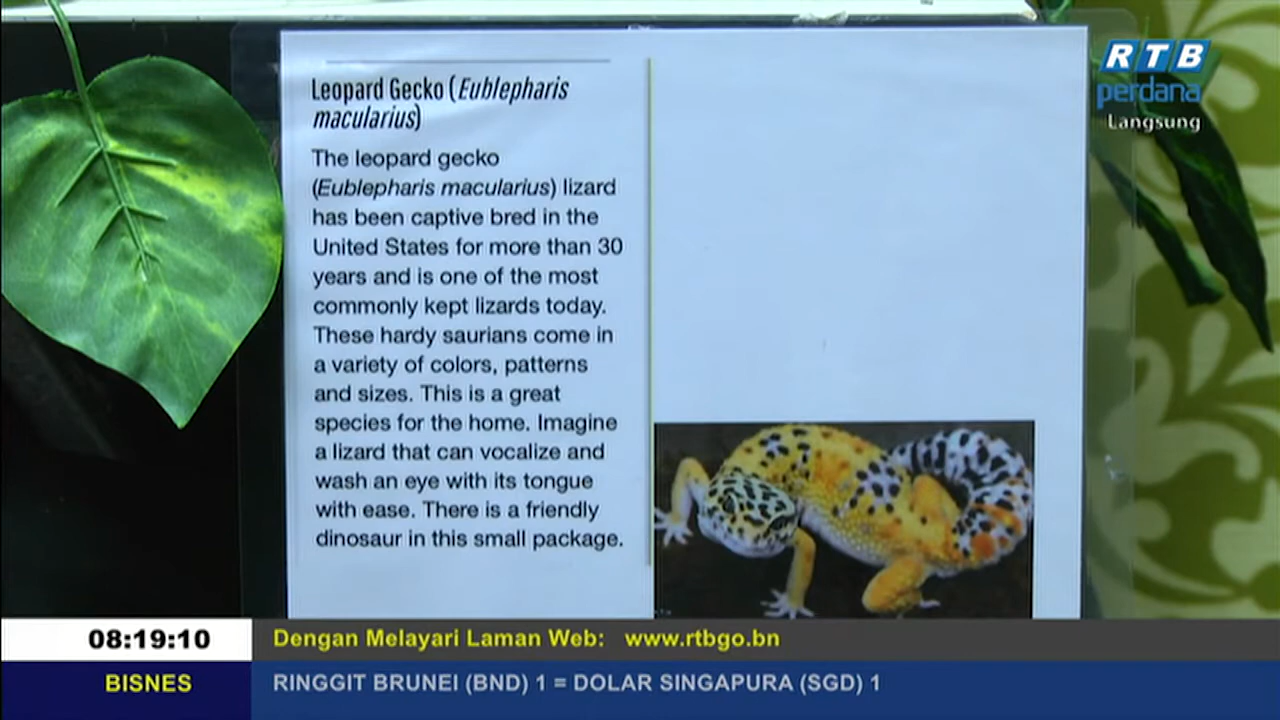 Leopard Gecko (Eublepharis
macularius)
The leopard gecko
(Eublepharis macularius) lizard
has been captive bred in the
United States for more than 30
years and is one of the most
commonly kept lizards today.
These hardy saurians come in
a variety of colors, patterns
and sizes. This is a great
species for the home. Imagine
a lizard that can vocalize and
wash an eye with its tongue
with ease. There is a friendly
dinosaur in this small package.
RTB
perdana
Langsung
08:19:10
Dengan Melayari Laman Web: www.rtbgo.bn
BISNES
RINGGIT BRUNEI (BND) 1 = DOLAR SINGAPURA (SGD) 1